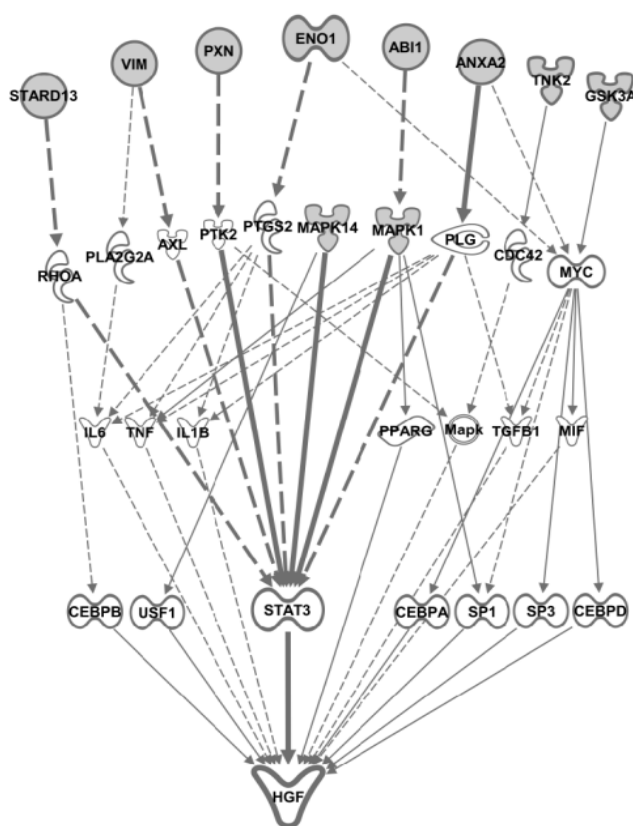 ENO1
ABI1
PXN
VIM
ANXA2
TNK2
GSK3A
STARD13
PTGS2
MAPK14
MAPK1
PTK2
AXL
PLG
PLA2G2A
CDC42
RHOA
MYC
IL6
TNF
IL1B
PPARG
Mapk
TGFB1
MIF
CEBPB
USF1
STAT3
CEBPA
SP1
SP3
CEBPD
HGF